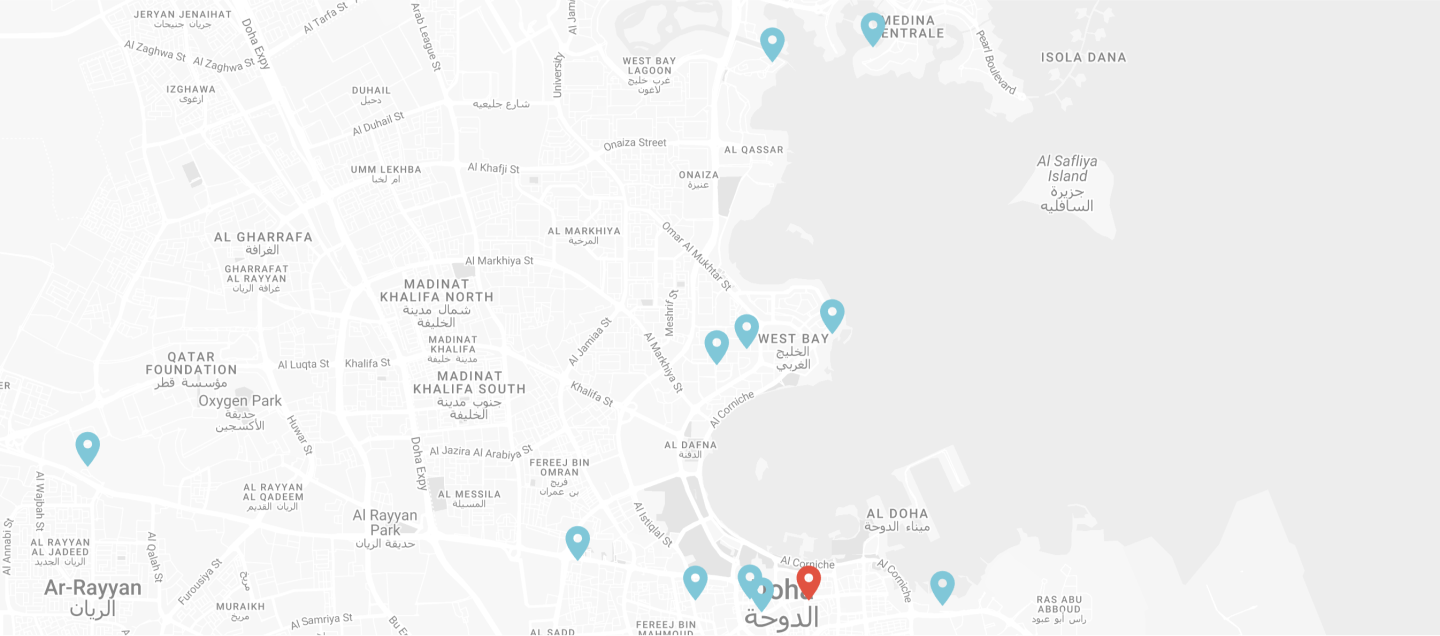 JERYAN JENAIHAT
جريان جنيحات
Al Tarfa St
Doha Expy
Arab League St
Al Zaghwa St
Al Zaghwa St
IZGHAWA
ازغوى
DUHAIL
دحيل
Al Duhail St
شارع جليعيه
University
WEST BAY
LAGOON
غرب خليج
لاغون
MEDINA
ENTRALE
Pearl Boulevard
ISOLA DANA
Onaiza Street
AL QASSAR
UMM LEKHBA
ام لخبا
Al Khafji St
ONAIZA
عنيزة
Al Safliya
Island
جزيرة
السافليه
AL GHARRAFA
الغرافة
AL MARKHIYA
المرخية
Omar Al Mukhtar St
GHARRAFAT
AL RAYYAN
غرافة الريان
Al Markhiya St
MADINAT
KHALIFA NORTH
شمال مدينة
الخليفة
Meshrif St
Al Jamiaa St
Al Markhiya St
WEST BAY
الخليج
الغربي
MADINAT
KHALIFA
مدينة خليفة
QATAR
FOUNDATION
مؤسسة قطر
Al Luqta St
Khalifa St
MADINAT
KHALIFA SOUTH
جنوب مدينة
الخليفة
Khalifa St
Al Corniche
ER
Oxygen Park
حديقة
الأكسجين
Huwar St
Doha Expy
Al Jazira Al Arabiya St
AL DAFNA
الدفنة
FEREEJ BIN
OMRAN
فريج
بن عمران
Al Wajbah St
AL RAYYAN
AL QADEEM
الريان القديم
AL MESSILA
المسيلة
Al Istiqlal St
AL DOHA
ميناء الدوحة
Al Rayyan
Park
حديقة الريان
Al Annabi St
AL RAYYAN
AL JADEED
الريان الجديد
Al Qalah St
Furousiya St
مريخ
Al Corniche
Al Corniche
Ar-Rayyan
الريان
MURAIKH
مريخ
Al Samriya St
AL SADD
FEREEJ BIN
MAHMOUD
الدوحة
RAS ABU
ABBOUD
راس أبو عبود